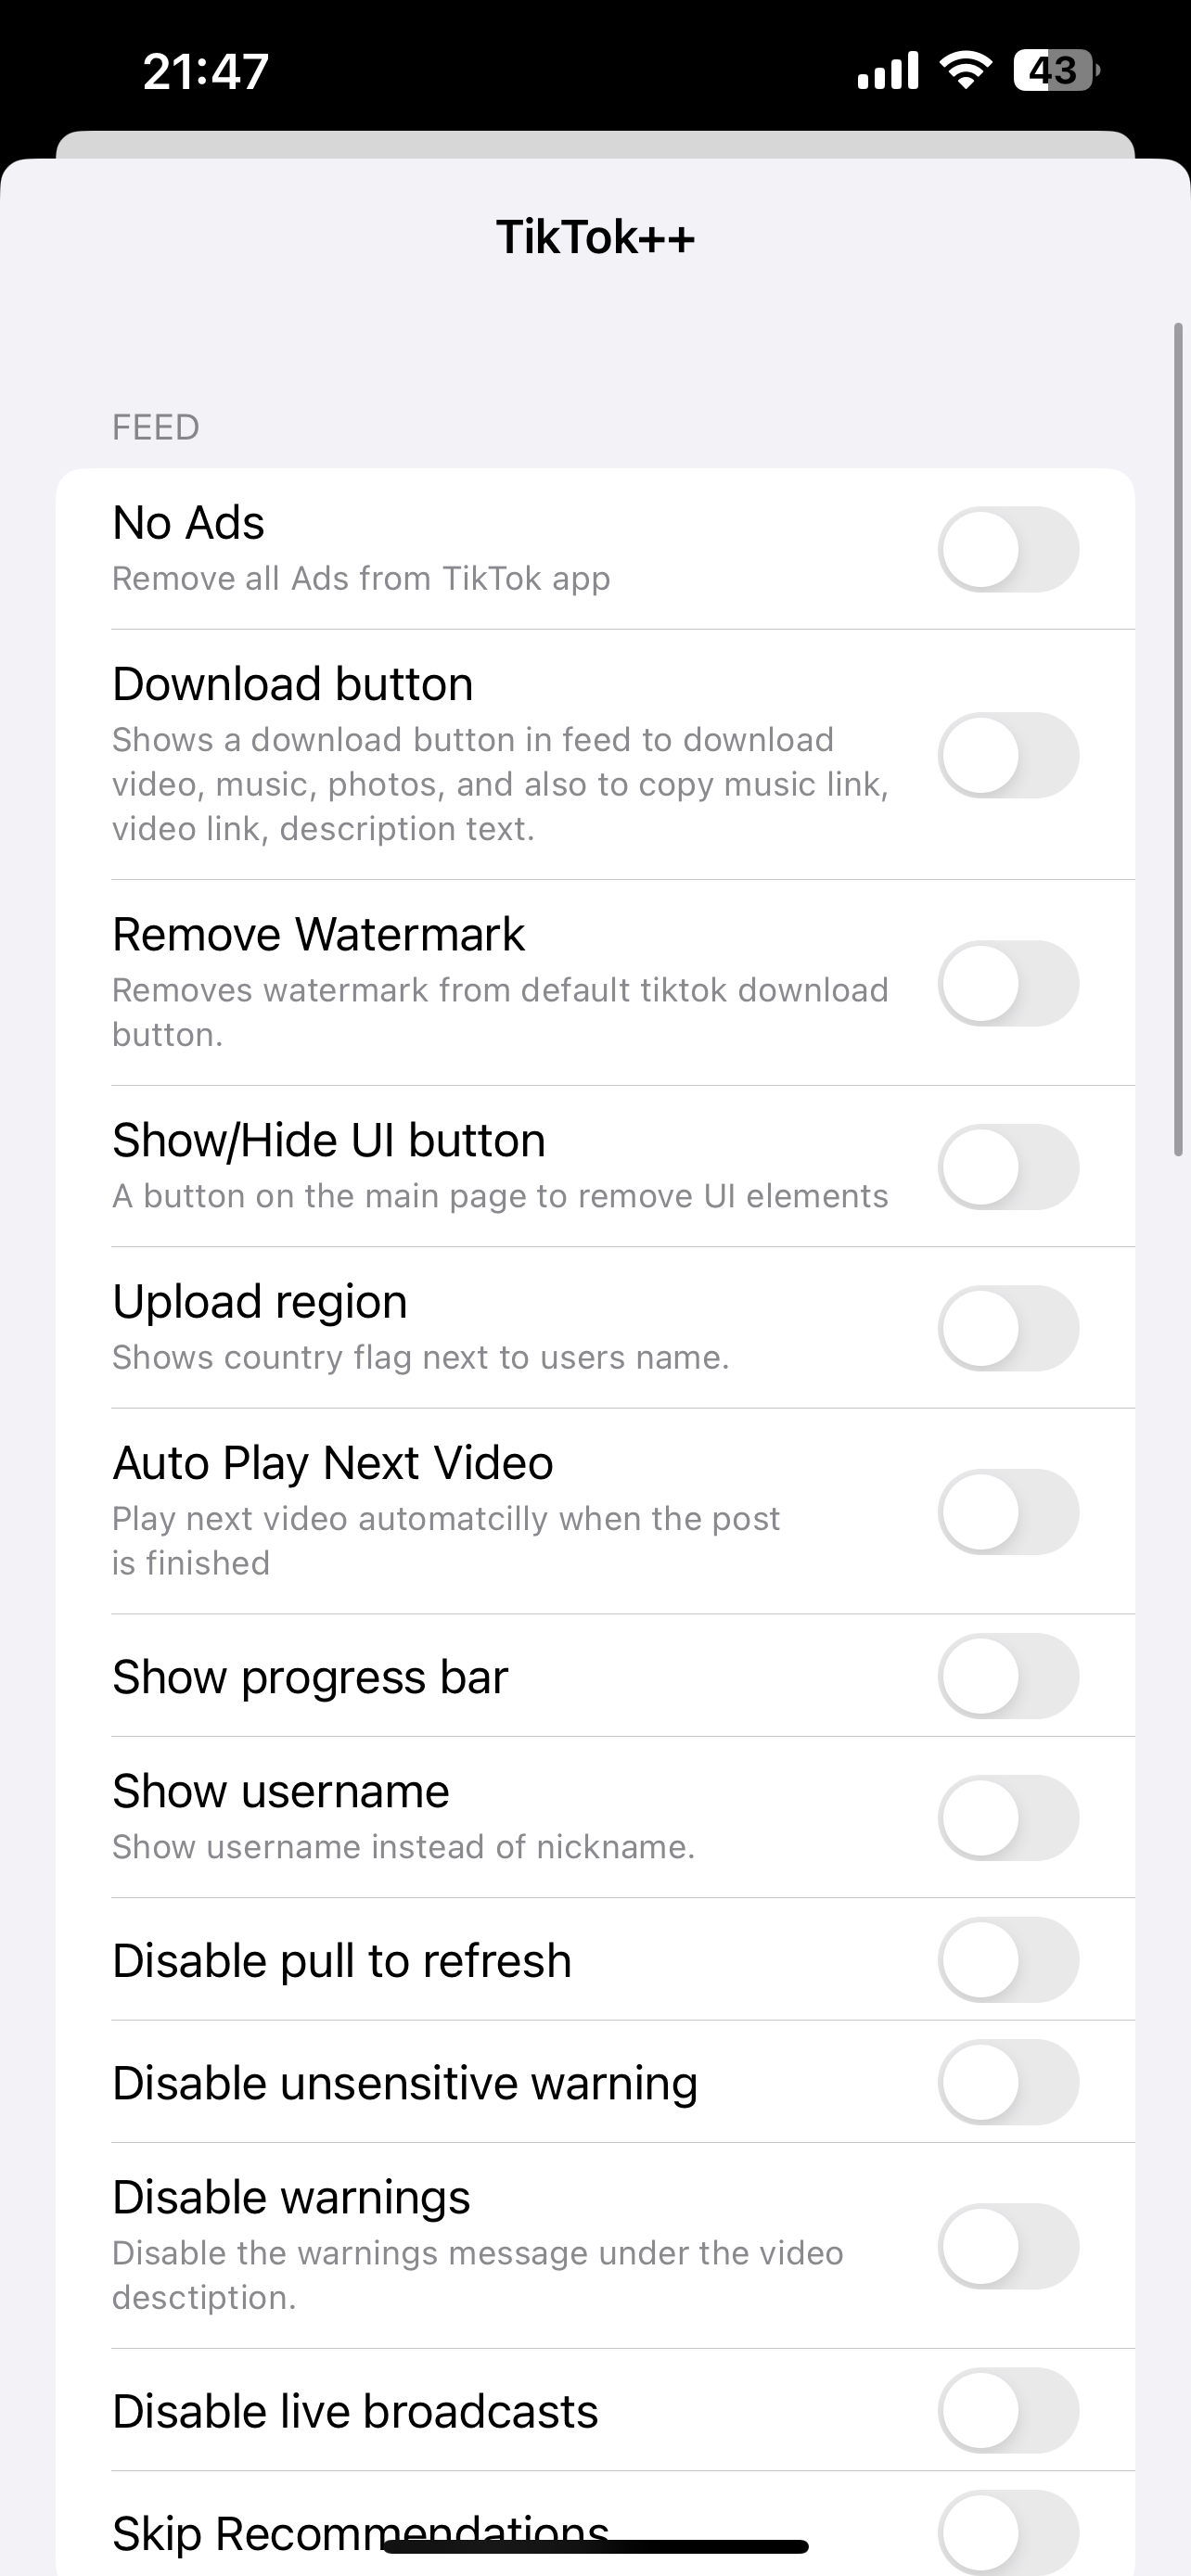 21:47
43
TikTok++
FEED
No Ads
Remove all Ads from TikTok app
Download button
Shows a download button in feed to download
video, music, photos, and also to copy music link,
video link, description text.
Remove Watermark
Removes watermark from default tiktok download
button.
Show/Hide UI button
A button on the main page to remove UI elements
Upload region
Shows country flag next to users name.
Auto Play Next Video
Play next video automatcilly when the post
is finished
Show progress bar
Show username
Show username instead of nickname.
Disable pull to refresh
Disable unsensitive warning
Disable warnings
Disable the warnings message under the video
desctiption.
Disable live broadcasts
Skip Recommendations